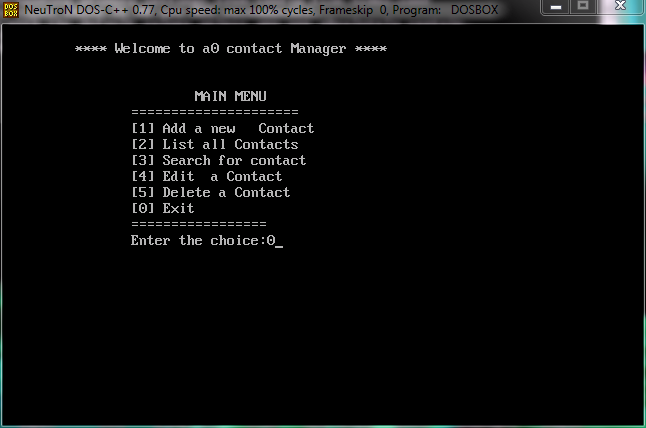 DOS
BOX
NeuTroN DOS-C++ 0.77, Cpu speed: max 100% cycles, Frameskip 0, Program: DOSBOX
**** Welcome to a0 contact Manager ****
MAIN MENU
=====================
[1] Add a new   Contact
[2] List all Contacts
[3] Search for contact
[4] Edit  a Contact
[5] Delete a Contact
[0] Exit
=================
Enter the choice:0_